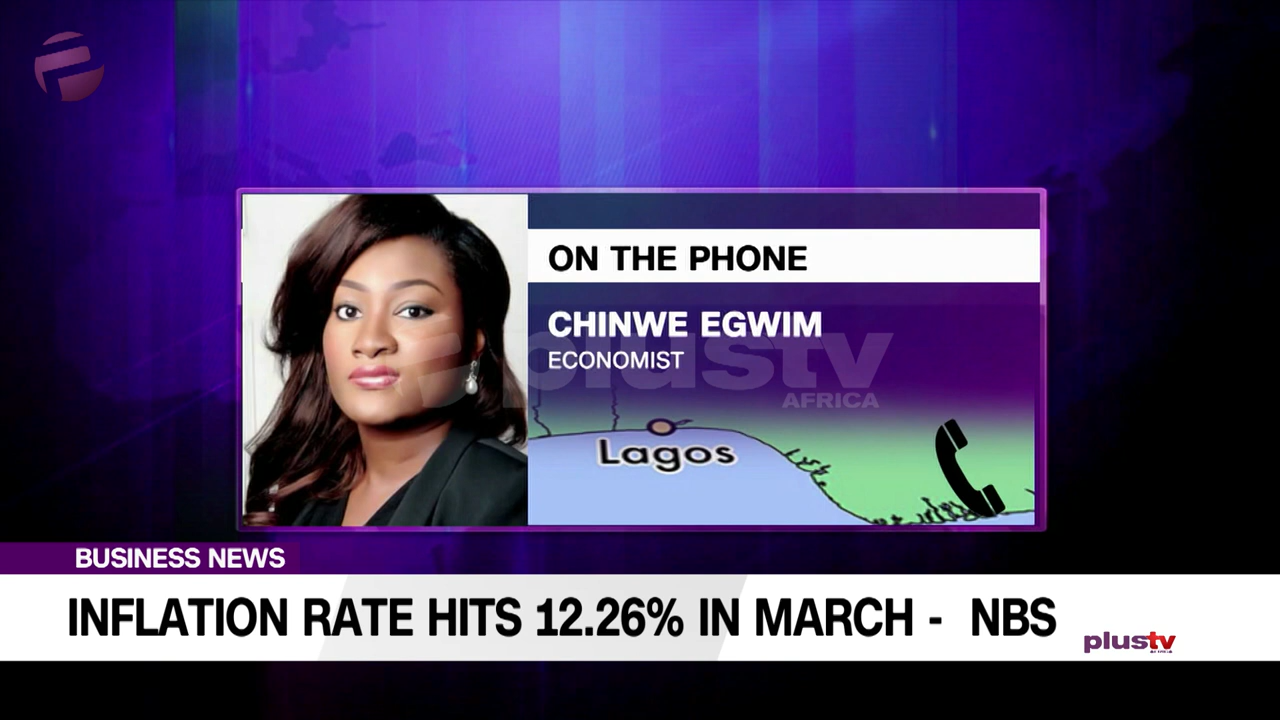 ON THE PHONE
CHINWE EGWIM
ECONOMIST
plustv
AFRICA
Lagos
BUSINESS NEWS
INFLATION RATE HITS 12.26% IN MARCH - NBS
plustv
AFRICA